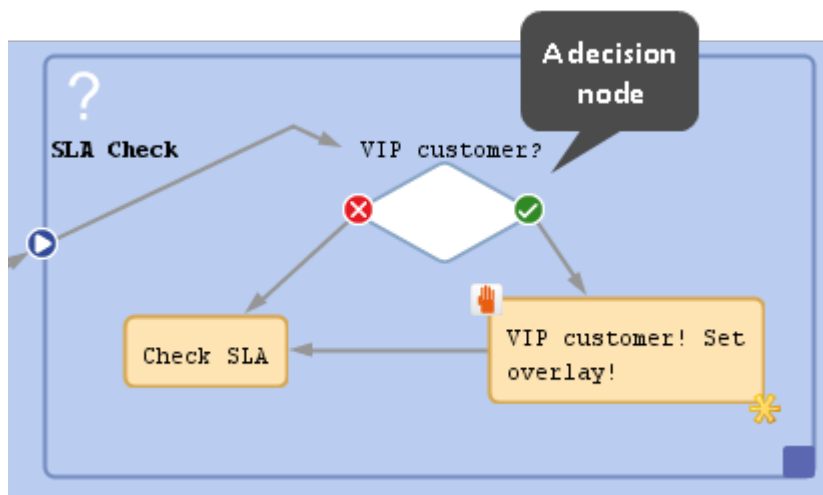 A decision
node
?
SLA Check
VIP customer?
Check SLA
VIP customer! Set
overlay!